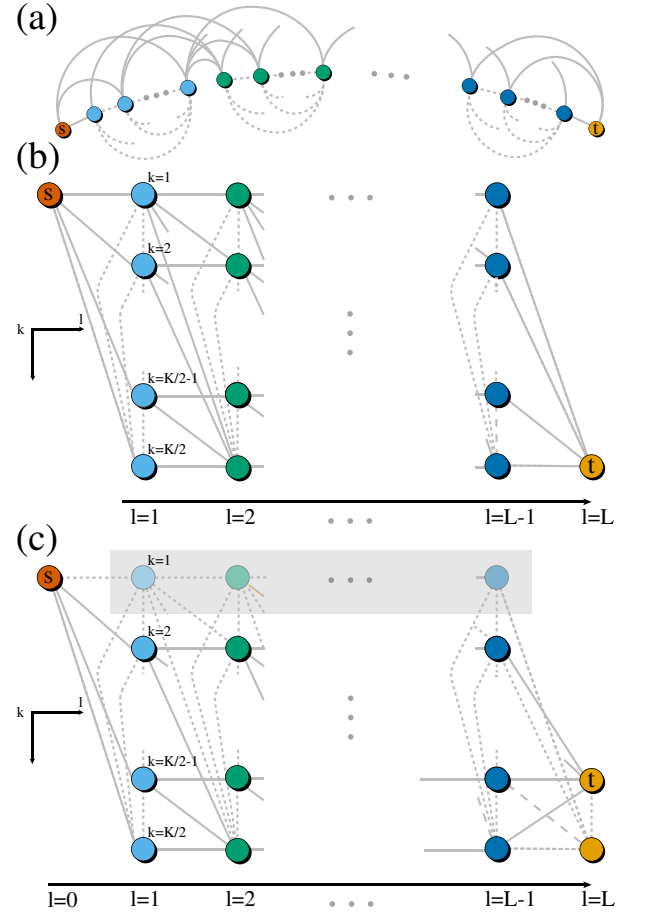 (a)
s
t
(b)
s
k=1
k=2
k
l
k=K/2-1
k=K/2
t
l=1
l=2
l=L-1
l=L
(c)
s
k=1
k=2
k
l
k=K/2-1
t
k=K/2
l=0
l=1
l=2
l=L-1
l=L